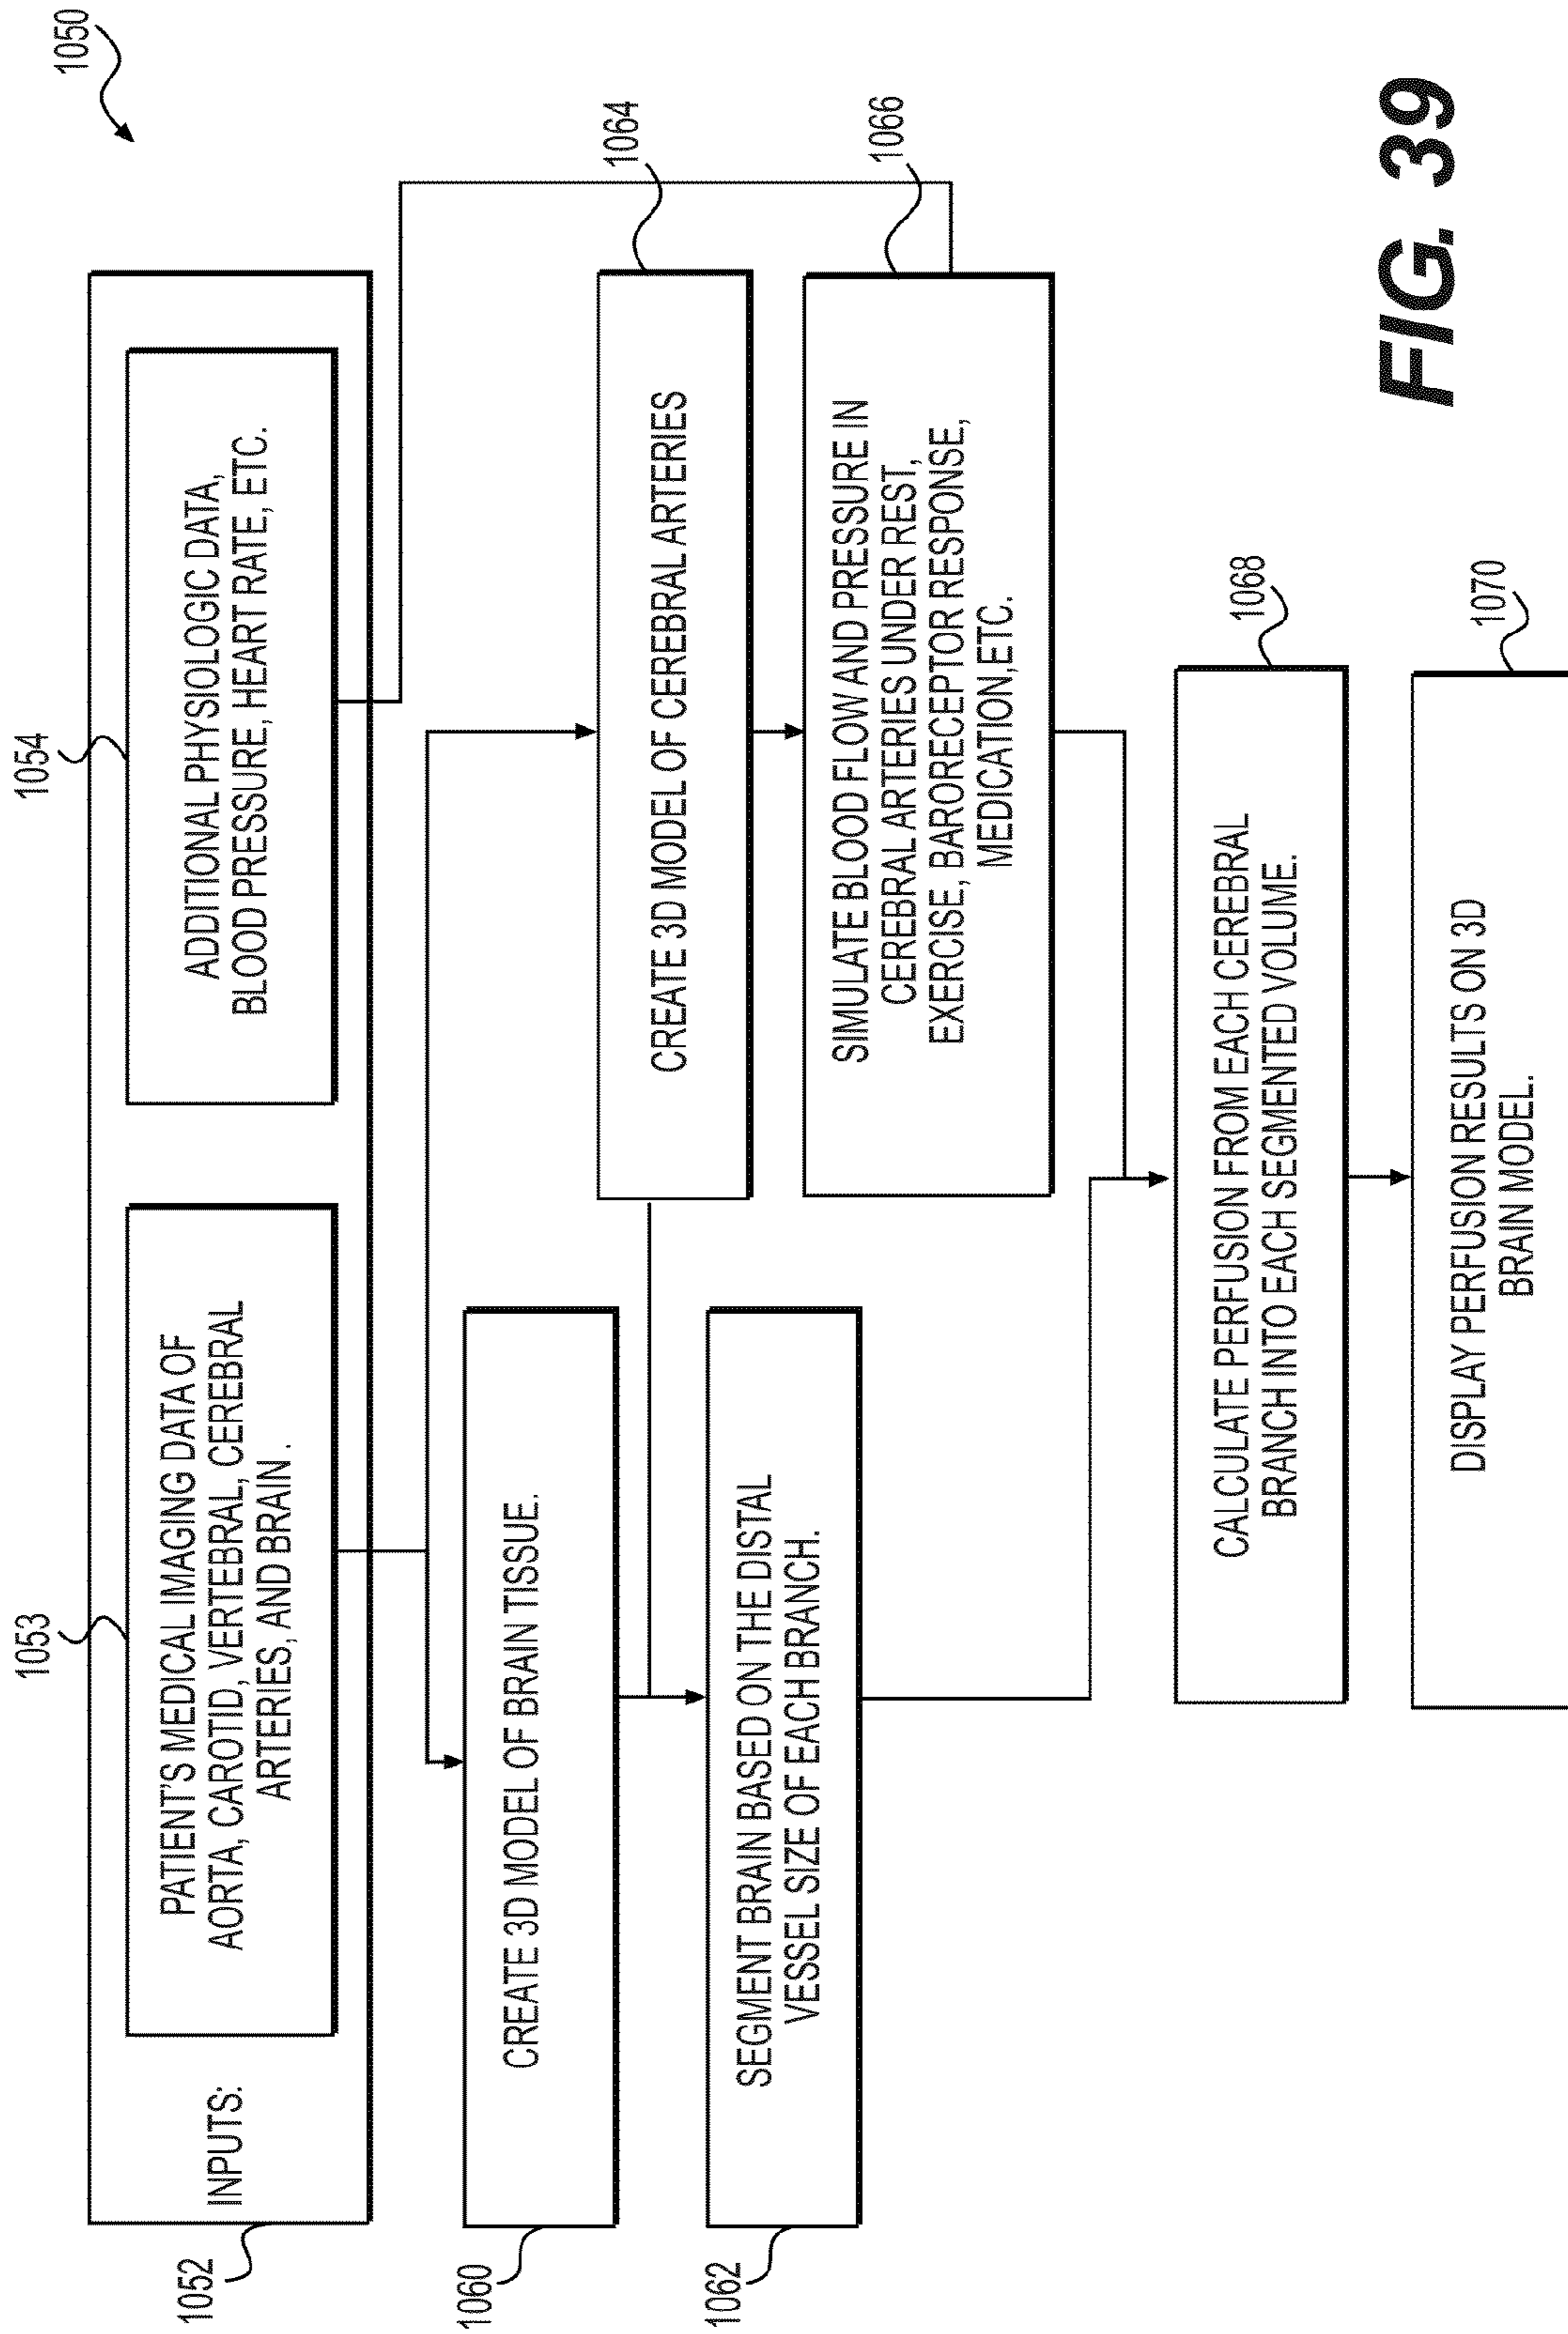 1050
1053
1054
1052
INPUTS:
PATIENT'S MEDICAL IMAGING DATA OF
AORTA, CAROTID, VERTEBRAL, CEREBRAL
ARTERIES, AND BRAIN .
ADDITIONAL PHYSIOLOGIC DATA,
BLOOD PRESSURE, HEART RATE, ETC.
1060
CREATE 3D MODEL OF BRAIN TISSUE.
1064
CREATE 3D MODEL OF CEREBRAL ARTERIES
1062
SEGMENT BRAIN BASED ON THE DISTAL
VESSEL SIZE OF EACH BRANCH.
1066
SIMULATE BLOOD FLOW AND PRESSURE IN
CEREBRAL ARTERIES UNDER REST,
EXERCISE, BARORECEPTOR RESPONSE,
MEDICATION,ETC.
1068
CALCULATE PERFUSION FROM EACH CEREBRAL
BRANCH INTO EACH SEGMENTED VOLUME.
1070
DISPLAY PERFUSION RESULTS ON 3D
BRAIN MODEL.
FIG. 39